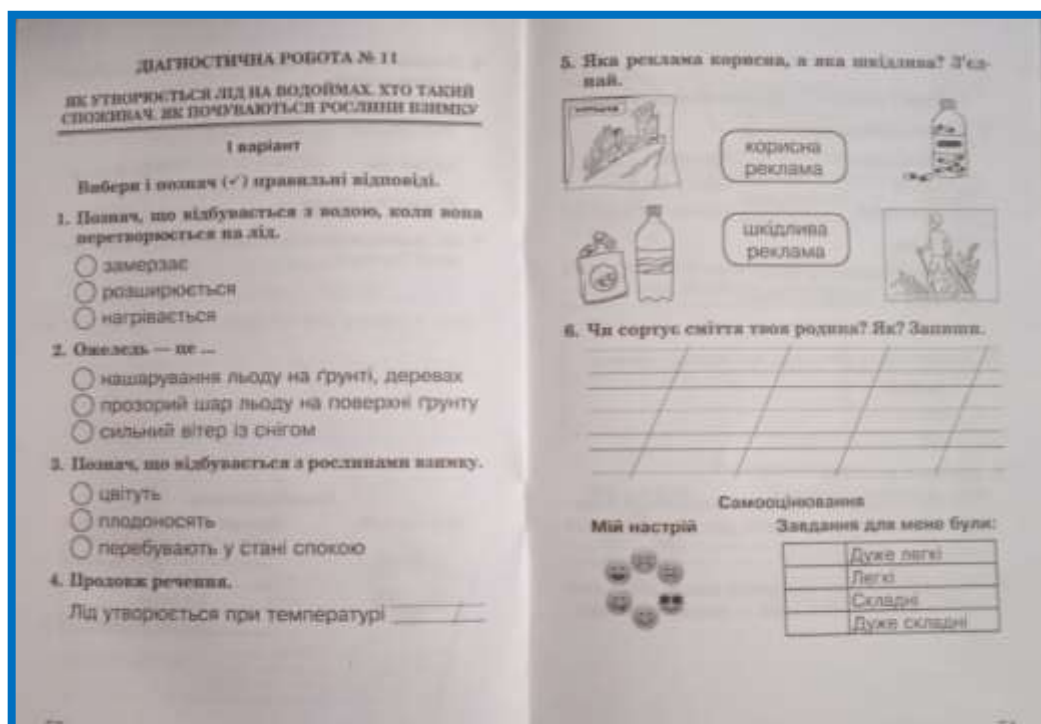 ДІАГНОСТИЧНА РОБОТА № 11
ЯК УТВОРЮЄТЬСЯ ЛІД НА ВОДОЙМАХ. ХТО ТАКИЙ
СПОЖИВАЧ. ЯК ПОЧУВАЮТЬСЯ РОСЛИНИ ВЗИМКУ
І варіант
Вибери і познач (✓) правильні відповіді.
1. Познач, що відбувається з водою, коли вона
перетворюється на лід.
замерзає
розширюється
нагрівається
2. Ожеледь — це ...
нашарування льоду на ґрунті, деревах
прозорий шар льоду на поверхні ґрунту
сильний вітер із снігом
3. Познач, що відбувається з рослинами взимку.
цвітуть
плодоносять
перебувають у стані спокою
4. Продовж речення.
Лід утворюється при температурі
5. Яка реклама корисна, а яка шкідлива? З'єд-
най.
корисна
реклама
шкідлива
реклама
6. Чи сортує сміття твоя родина? Як? Запиши.
Самооцінювання
Мій настрій
Завдання для мене були:
Дуже легкі
Легкі
Складні
Дуже складні